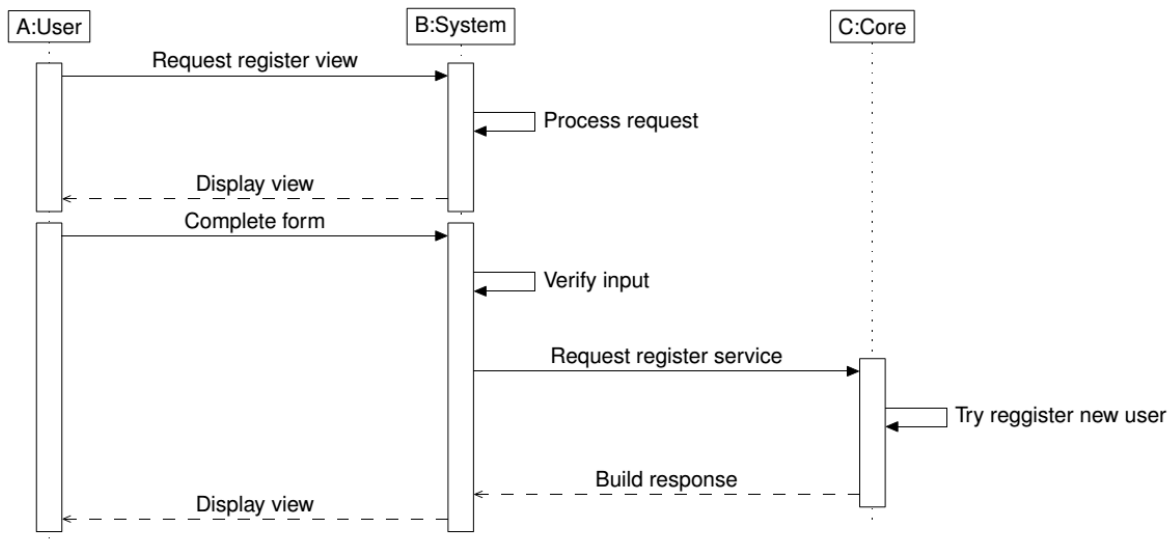 A:User
B:System
C:Core
Request register view
Process request
Display view
Complete form
Verify input
Request register service
Try reggister new user
Build response
Display view